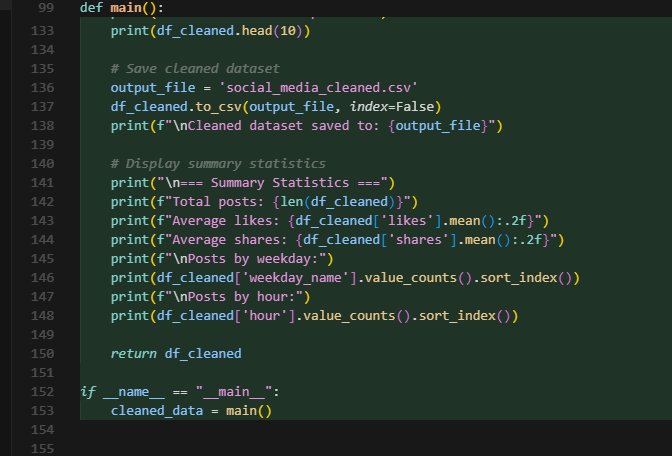 99 def main():
133 print(df_cleaned.head(10))
134
135 # Save cleaned dataset
136 output_file = 'social_media_cleaned.csv'
137 df_cleaned.to_csv(output_file, index=False)
138 print(f"\nCleaned dataset saved to: {output_file}")
139
140 # Display summary statistics
141 print("\n=== Summary Statistics ===")
142 print(f"Total posts: {len(df_cleaned)}")
143 print(f"Average likes: {df_cleaned['likes'].mean():.2f}")
144 print(f"Average shares: {df_cleaned['shares'].mean():.2f}")
145 print(f"\nPosts by weekday:")
146 print(df_cleaned['weekday_name'].value_counts().sort_index())
147 print(f"\nPosts by hour:")
148 print(df_cleaned['hour'].value_counts().sort_index())
149
150 return df_cleaned
151
152 if __name__ == "__main__":
153 cleaned_data = main()
154
155